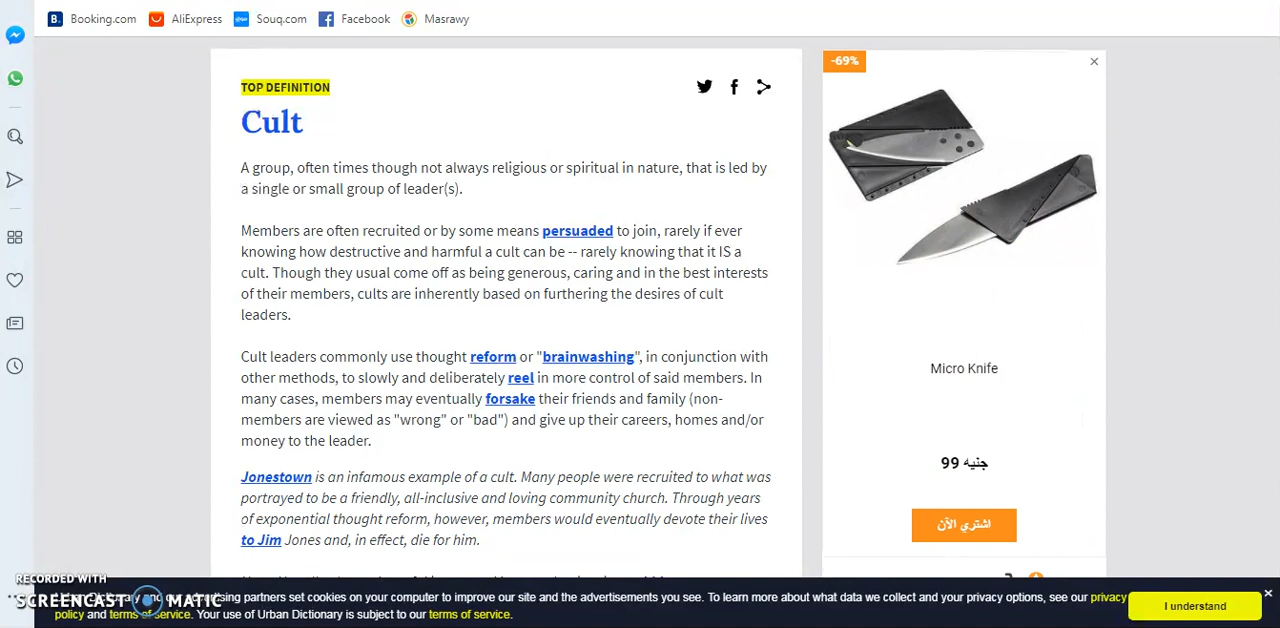 Booking.com AliExpress Souq.com Facebook Masrawy
TOP DEFINITION
Cult
A group, often times though not always religious or spiritual in nature, that is led by
a single or small group of leader(s).
Members are often recruited or by some means persuaded to join, rarely if ever
knowing how destructive and harmful a cult can be -- rarely knowing that it IS a
cult. Though they usual come off as being generous, caring and in the best interests
of their members, cults are inherently based on furthering the desires of cult
leaders.
Cult leaders commonly use thought reform or "brainwashing", in conjunction with
other methods, to slowly and deliberately reel in more control of said members. In
many cases, members may eventually forsake their friends and family (non-
members are viewed as "wrong" or "bad") and give up their careers, homes and/or
money to the leader.
Jonestown is an infamous example of a cult. Many people were recruited to what was
portrayed to be a friendly, all-inclusive and loving community church. Through years
of exponential thought reform, however, members would eventually devote their lives
to Jim Jones and, in effect, die for him.
-69%
Micro Knife
99 جنيه
اشتري الآن
RECORDED WITH
SCREENCAST MATIC
Urban Dictionary and our advertising partners set cookies on your computer to improve our site and the advertisements you see. To learn more about what data we collect and your privacy options, see our privacy
policy and terms of service. Your use of Urban Dictionary is subject to our terms of service.
I understand